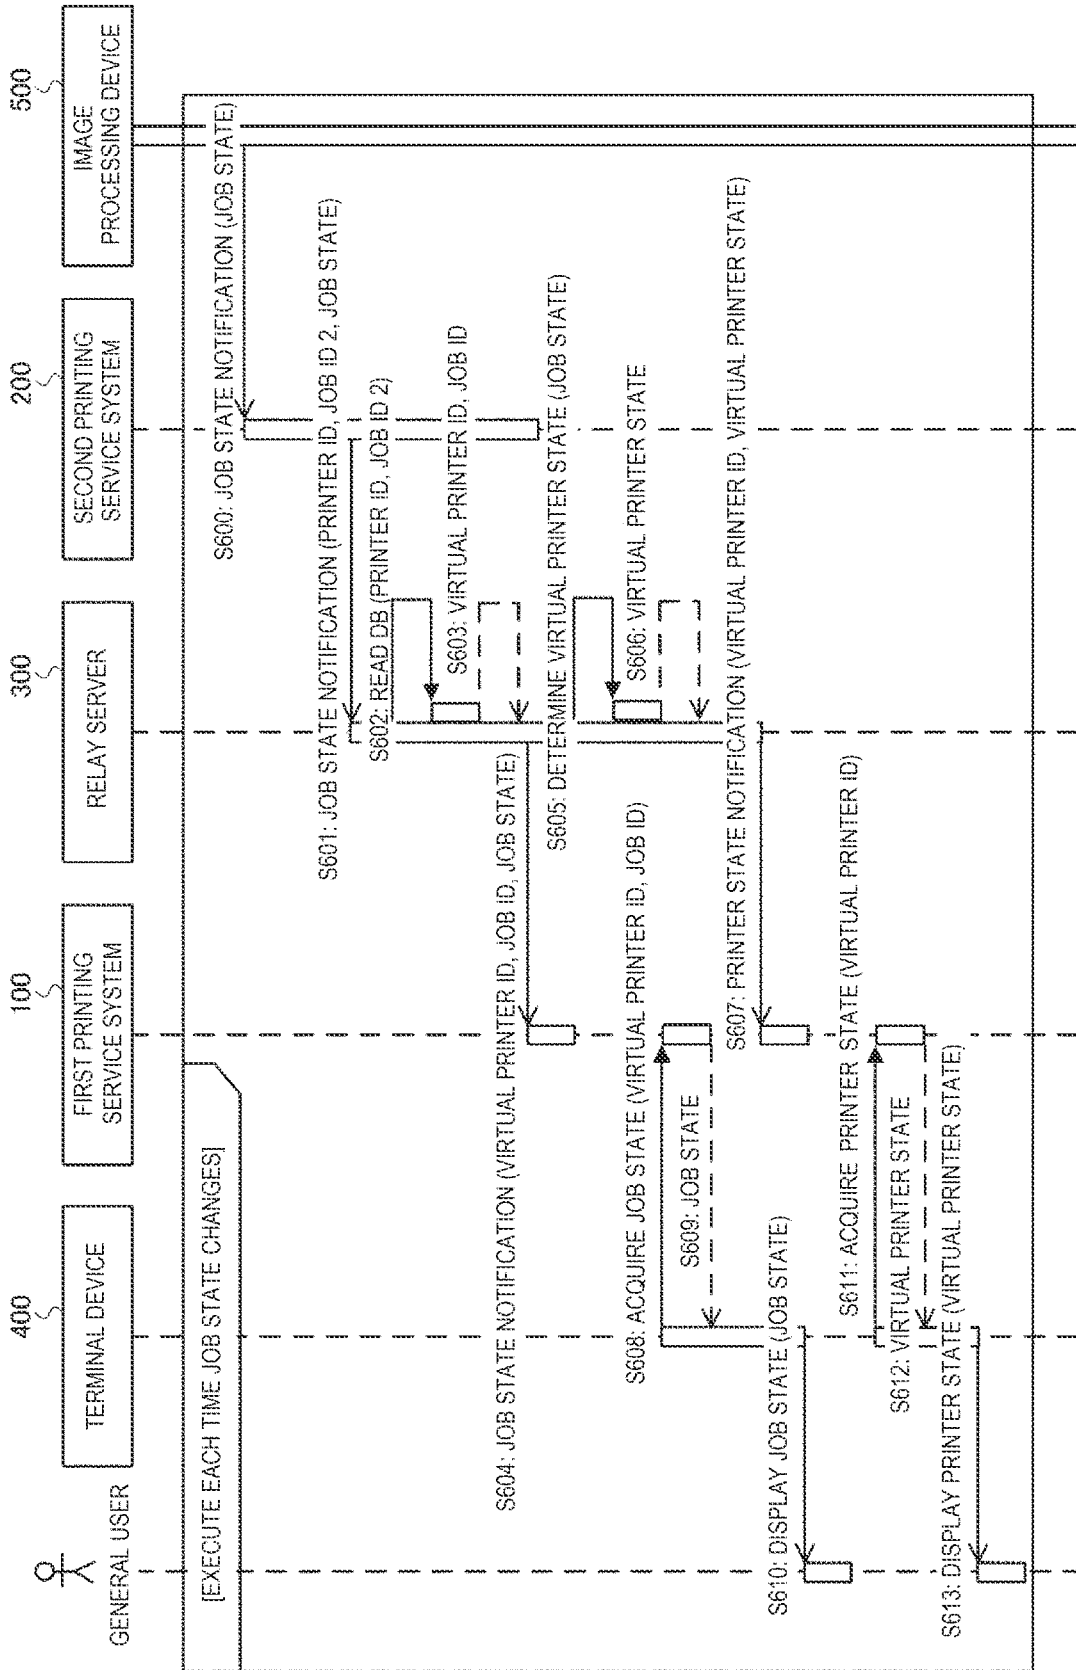 GENERAL USER
400
TERMINAL DEVICE
100
FIRST PRINTING
SERVICE SYSTEM
300
RELAY SERVER
200
SECOND PRINTING
SERVICE SYSTEM
500
IMAGE
PROCESSING DEVICE
[EXECUTE EACH TIME JOB STATE CHANGES]
S600: JOB STATE NOTIFICATION (JOB STATE)
S601: JOB STATE NOTIFICATION (PRINTER ID, JOB ID 2, JOB STATE)
S602: READ DB (PRINTER ID, JOB ID 2)
S603: VIRTUAL PRINTER ID, JOB ID
S604: JOB STATE NOTIFICATION (VIRTUAL PRINTER ID, JOB ID, JOB STATE)
S605: DETERMINE VIRTUAL PRINTER STATE (JOB STATE)
S606: VIRTUAL PRINTER STATE
S608: ACQUIRE JOB STATE (VIRTUAL PRINTER ID, JOB ID)
S609: JOB STATE
S607: PRINTER STATE NOTIFICATION (VIRTUAL PRINTER ID, VIRTUAL PRINTER STATE)
S610: DISPLAY JOB STATE (JOB STATE)
S611: ACQUIRE PRINTER STATE (VIRTUAL PRINTER ID)
S612: VIRTUAL PRINTER STATE
S613: DISPLAY PRINTER STATE (VIRTUAL PRINTER STATE)